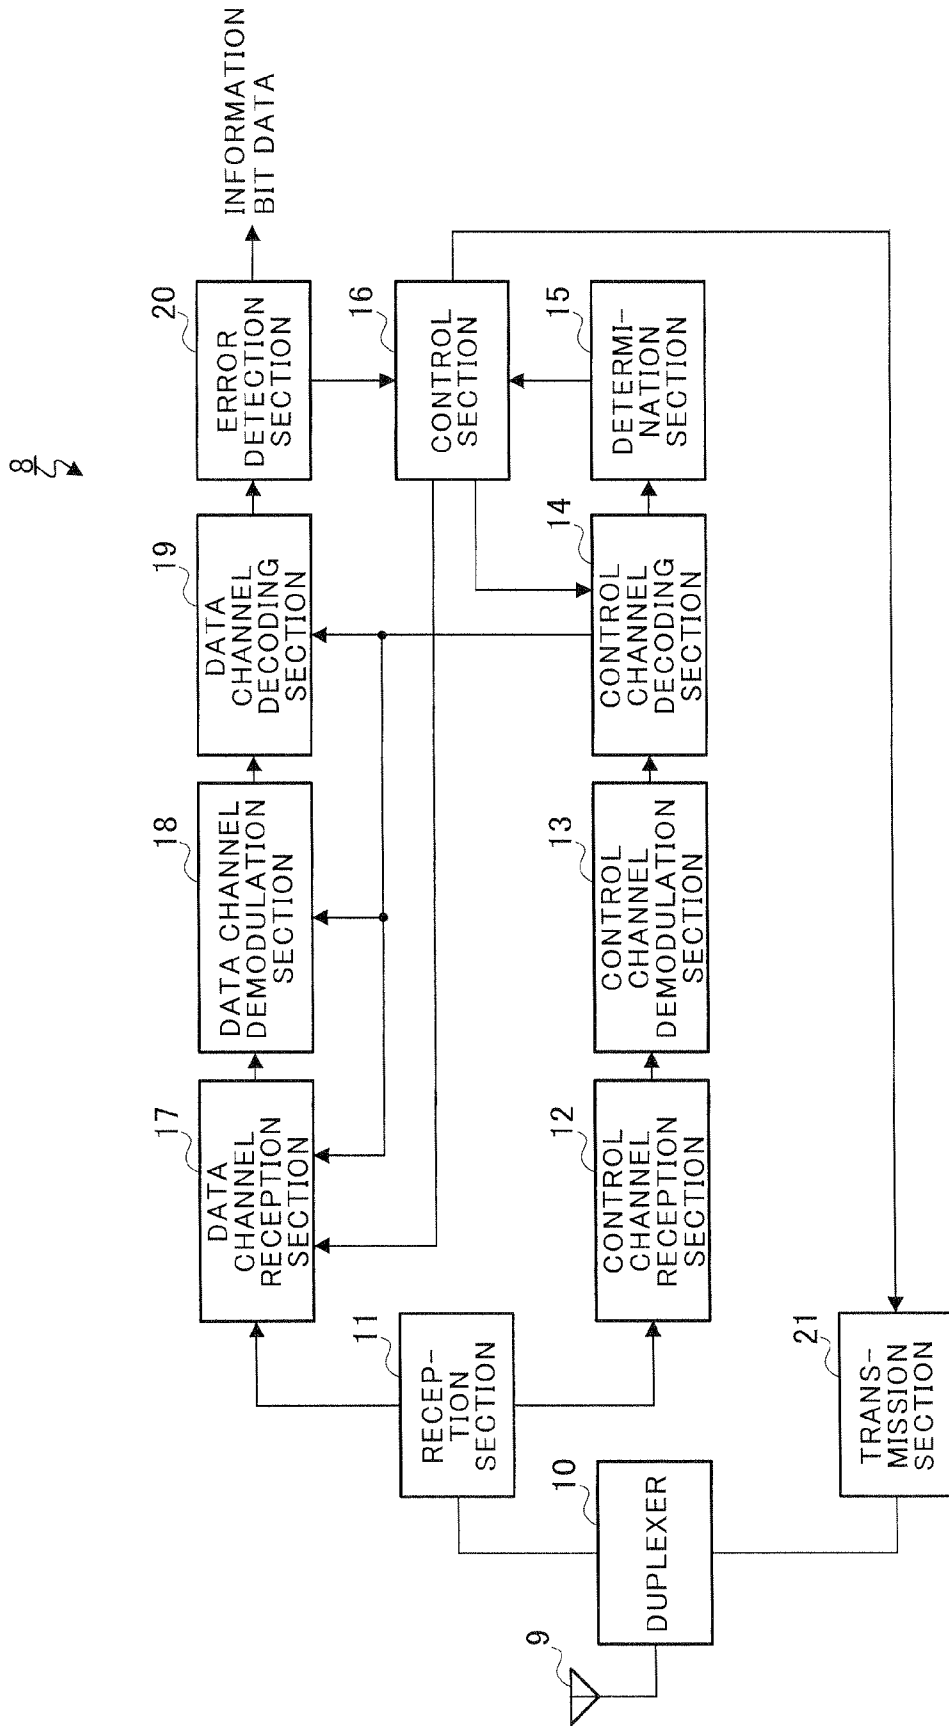 8
INFORMATION
BIT DATA
17
DATA
CHANNEL
RECEPTION
SECTION
18
DATA CHANNEL
DEMODULATION
SECTION
19
DATA
CHANNEL
DECODING
SECTION
20
ERROR
DETECTION
SECTION
11
RECEP-
TION
SECTION
16
CONTROL
SECTION
9
10
DUPLEXER
12
CONTROL
CHANNEL
RECEPTION
SECTION
13
CONTROL
CHANNEL
DEMODULATION
SECTION
14
CONTROL
CHANNEL
DECODING
SECTION
15
DETERMI-
NATION
SECTION
21
TRANS-
MISSION
SECTION